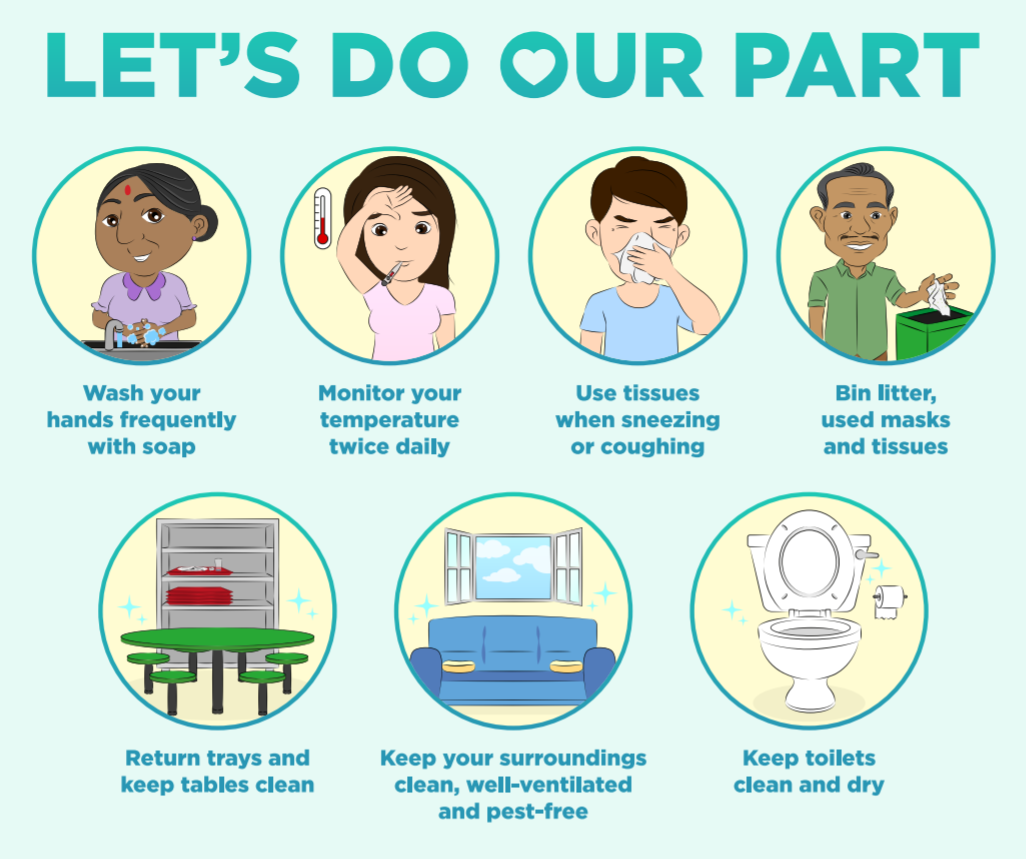 LET'S DO OUR PART
Wash your
hands frequently
with soap
Monitor your
temperature
twice daily
Use tissues
when sneezing
or coughing
Bin litter,
used masks
and tissues
Return trays and
keep tables clean
Keep your surroundings
clean, well-ventilated
and pest-free
Keep toilets
clean and dry